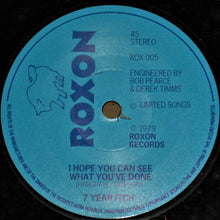 ROXON
45
STEREO
ROX 005
ENGINEERED BY
BOB PEARCE
& DEREK TIMMS
Ⓟ LIMITED SONGS
© 1979
ROXON
RECORDS
I HOPE YOU CAN SEE
WHAT YOU'VE DONE
7 YEAR ITCH